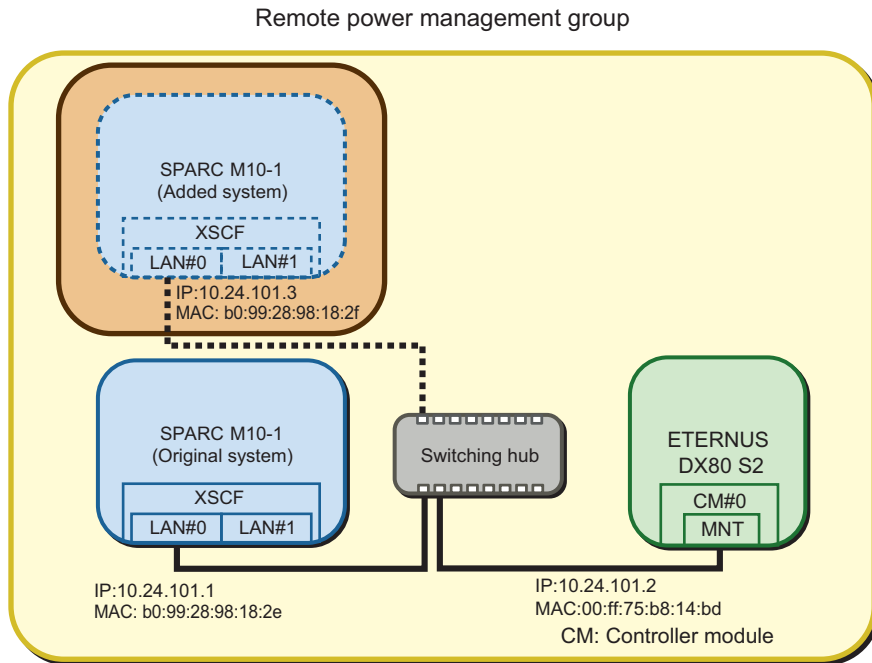 Remote power management group
SPARC M10-1
(Added system)
XSCF
LAN#0
LAN#1
IP:10.24.101.3
MAC: b0:99:28:98:18:2f
SPARC M10-1
(Original system)
XSCF
LAN#0
LAN#1
IP:10.24.101.1
MAC: b0:99:28:98:18:2e
Switching hub
ETERNUS
DX80 S2
CM#0
MNT
IP:10.24.101.2
MAC:00:ff:75:b8:14:bd
CM: Controller module